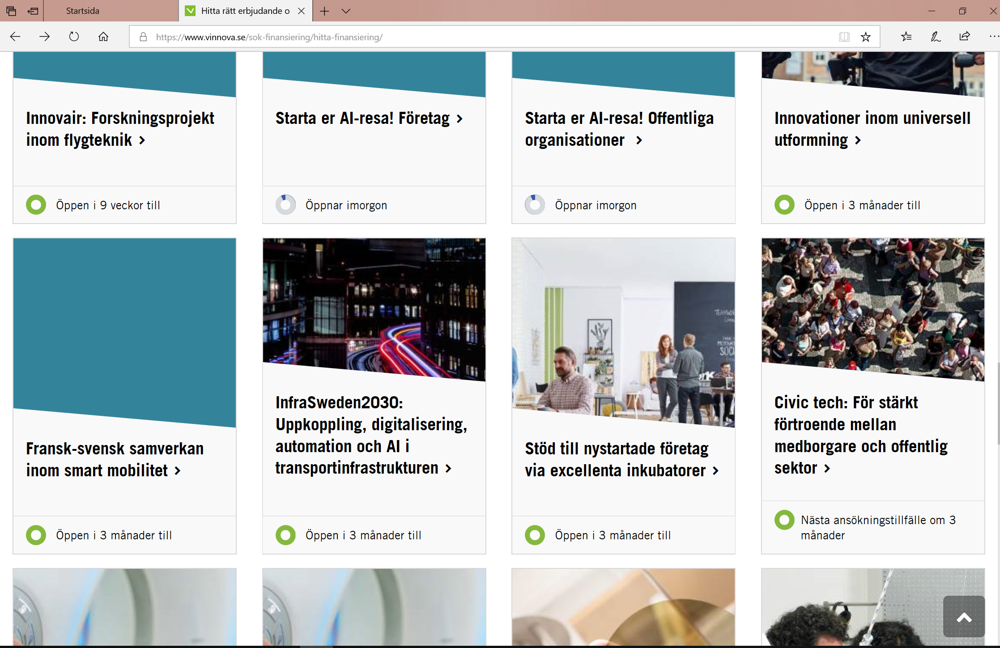 Startsida
Hitta rätt erbjudande o
https://www.vinnova.se/sok-finansiering/hitta-finansiering/
Innovair: Forskningsprojekt
inom flygteknik
Öppen i 9 veckor till
Starta er AI-resa! Företag
Öppnar imorgon
Starta er AI-resa! Offentliga
organisationer
Öppnar imorgon
Innovationer inom universell
utformning
Öppen i 3 månader till
Fransk-svensk samverkan
inom smart mobilitet
Öppen i 3 månader till
InfraSweden2030:
Uppkoppling, digitalisering,
automation och AI i
transportinfrastrukturen
Öppen i 3 månader till
Stöd till nystartade företag
via excellenta inkubatorer
Öppen i 3 månader till
Civic tech: För stärkt
förtroende mellan
medborgare och offentlig
sektor
Nästa ansökningstillfälle om 3
månader